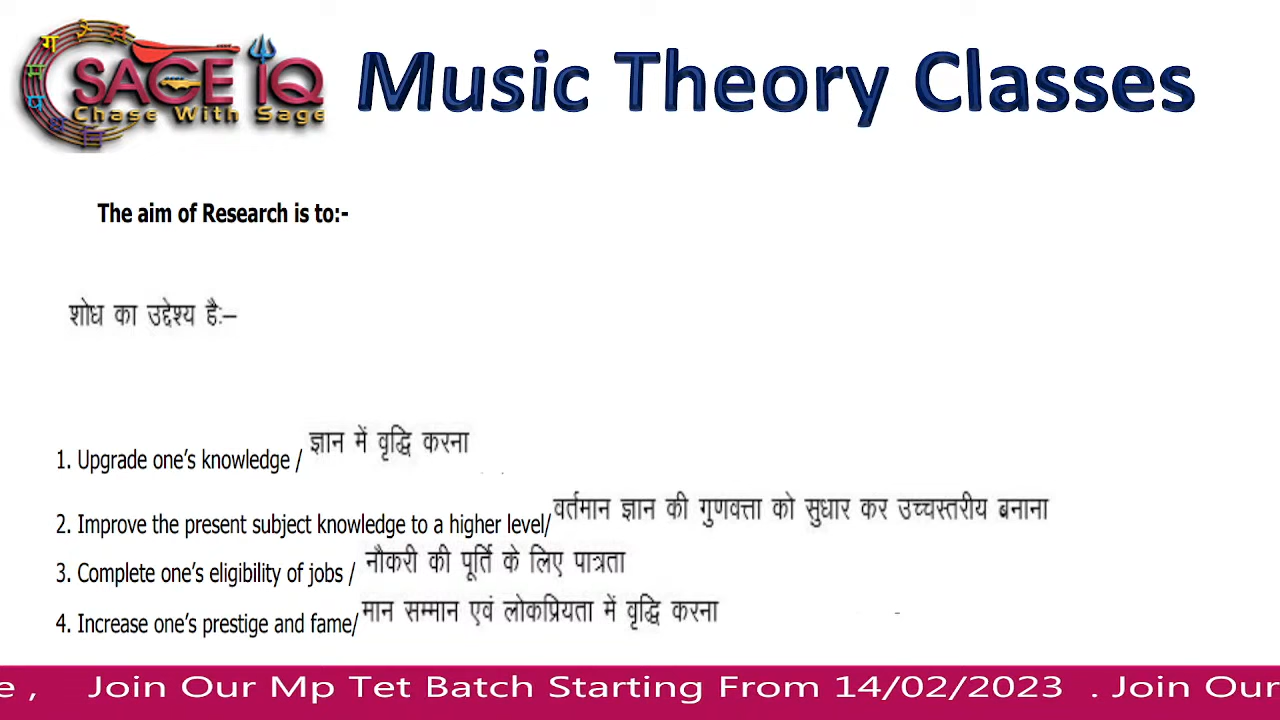 ग रे स
म
प
SAGE IQ
Chase With Sage
Music Theory Classes
The aim of Research is to:-
शोध का उद्देश्य है:–
1. Upgrade one’s knowledge / ज्ञान में वृद्धि करना
2. Improve the present subject knowledge to a higher level/ वर्तमान ज्ञान की गुणवत्ता को सुधार कर उच्चस्तरीय बनाना
3. Complete one’s eligibility of jobs / नौकरी की पूर्ति के लिए पात्रता
4. Increase one’s prestige and fame/ मान सम्मान एवं लोकप्रियता में वृद्धि करना
e , Join Our Mp Tet Batch Starting From 14/02/2023 . Join Our